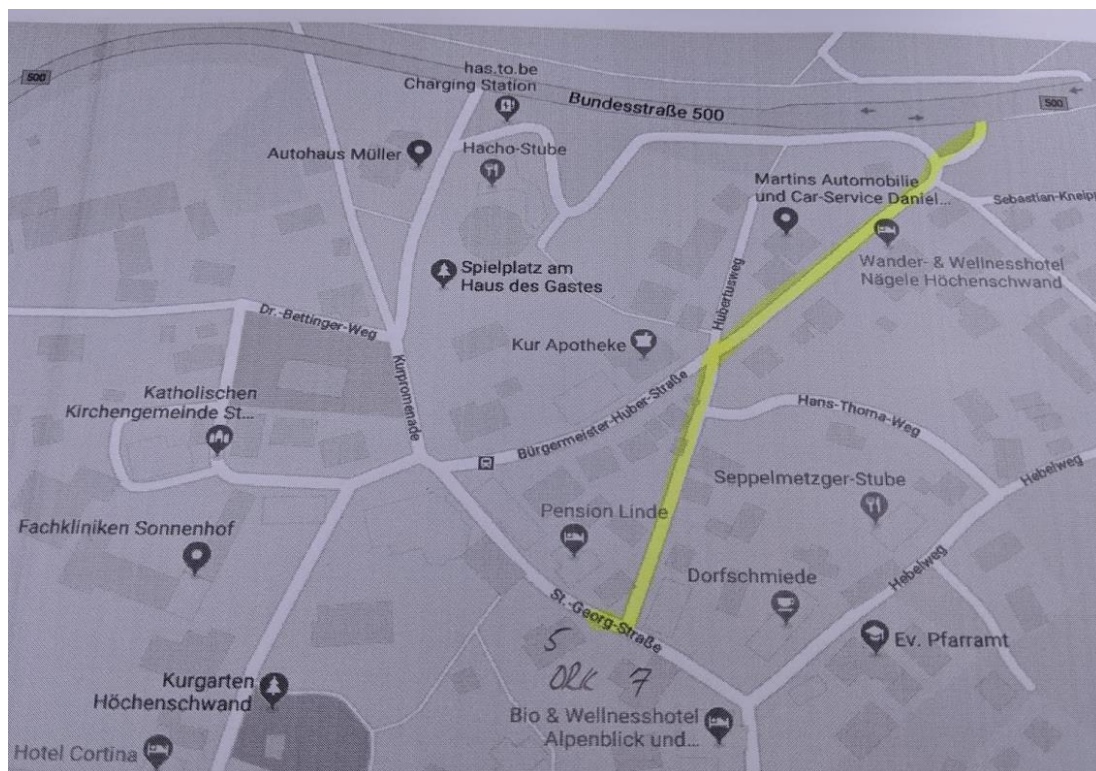 500
has.to.be
Charging Station
Bundesstraße 500
500
Autohaus Müller
Hacho-Stube
Martins Automobilie
und Car-Service Daniel...
Sebastian-Kneipp
Spielplatz am
Haus des Gastes
Wander- & Wellnesshotel
Nägele Höchenschwand
Hubertusweg
Dr.-Bettinger-Weg
Kur Apotheke
Kurpromenade
Katholischen
Kirchengemeinde St...
Bürgermeister-Huber-Straße
Hans-Thoma-Weg
Hebelweg
Seppelmetzger-Stube
Pension Linde
Fachkliniken Sonnenhof
Dorfschmiede
Hebelweg
St.-Georg-Straße
Ev. Pfarramt
5
DRK 7
Kurgarten
Höchenschwand
Bio & Wellnesshotel
Alpenblick und...
Hotel Cortina